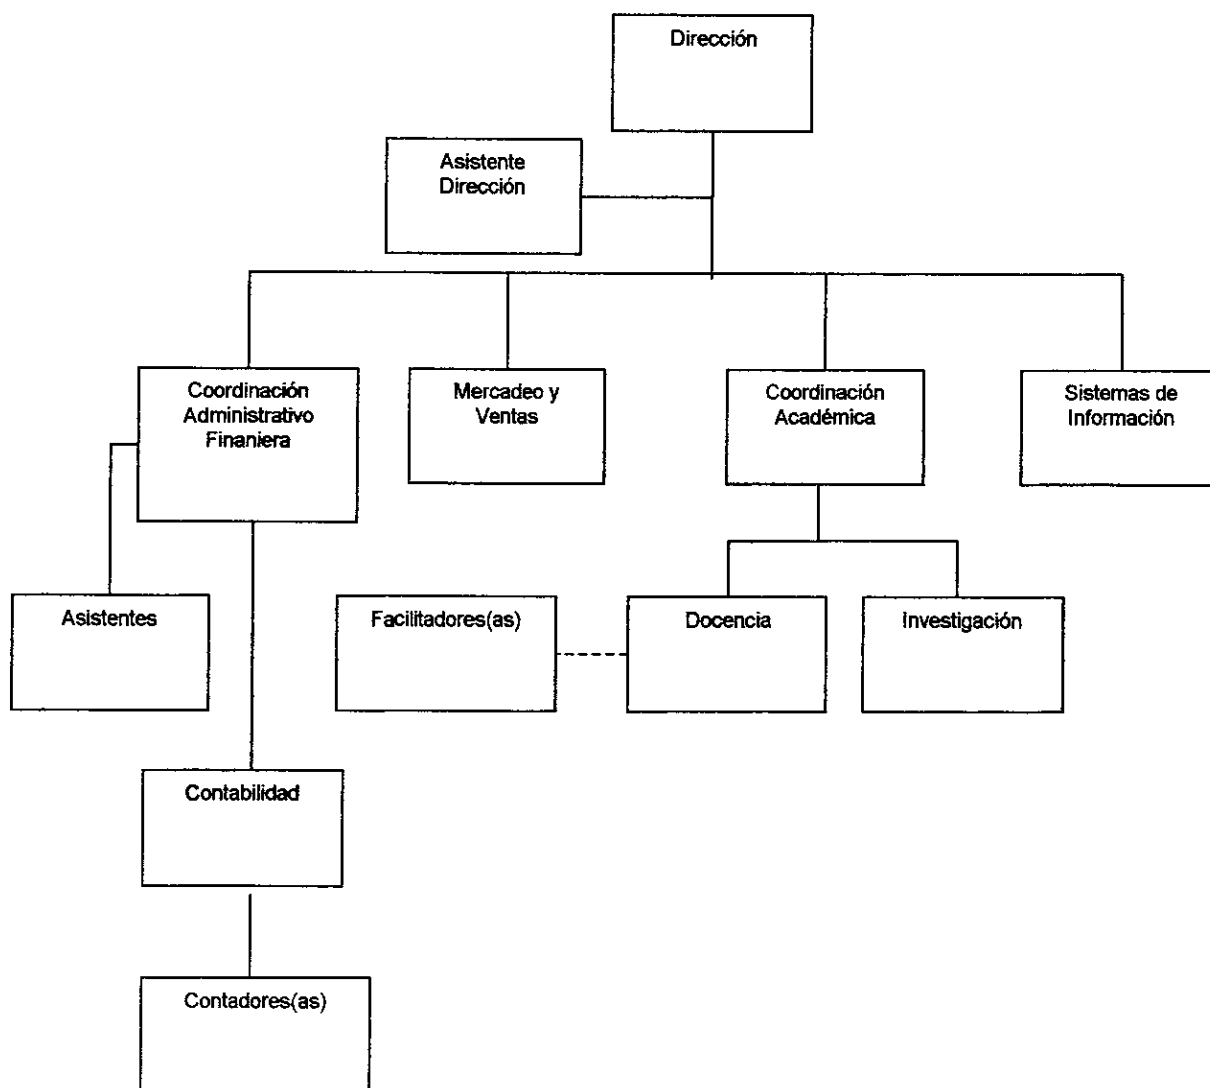 Dirección
Asistente
Dirección
Coordinación
Administrativo
Finaniera
Mercadeo y
Ventas
Coordinación
Académica
Sistemas de
Información
Asistentes
Facilitadores(as)
Docencia
Investigación
Contabilidad
Contadores(as)